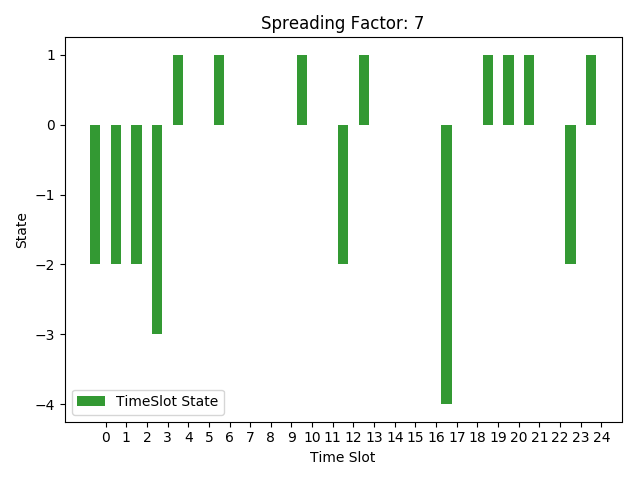 Spreading Factor: 7
1
0
−1
−2
−3
−4
State
TimeSlot State
0 1 2 3 4 5 6 7 8 9 10 11 12 13 14 15 16 17 18 19 20 21 22 23 24
Time Slot